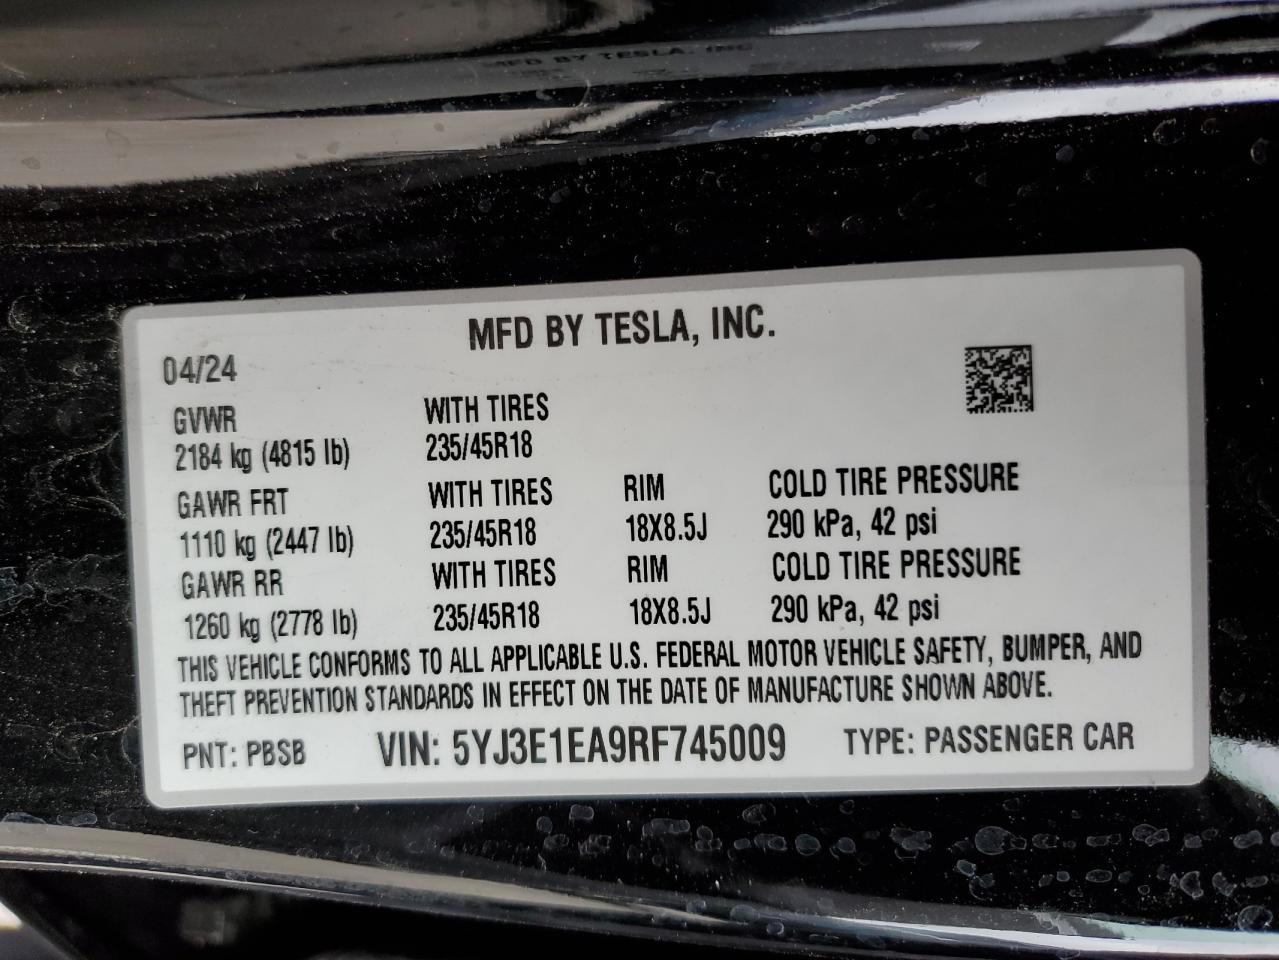 MFD BY TESLA, INC
MFD BY TESLA, INC.
04/24
GVWR WITH TIRES
2184 kg (4815 lb) 235/45R18
GAWR FRT WITH TIRES RIM COLD TIRE PRESSURE
1110 kg (2447 lb) 235/45R18 18X8.5J 290 kPa, 42 psi
GAWR RR WITH TIRES RIM COLD TIRE PRESSURE
1260 kg (2778 lb) 235/45R18 18X8.5J 290 kPa, 42 psi
THIS VEHICLE CONFORMS TO ALL APPLICABLE U.S. FEDERAL MOTOR VEHICLE SAFETY, BUMPER, AND
THEFT PREVENTION STANDARDS IN EFFECT ON THE DATE OF MANUFACTURE SHOWN ABOVE.
PNT: PBSB VIN: 5YJ3E1EA9RF745009 TYPE: PASSENGER CAR